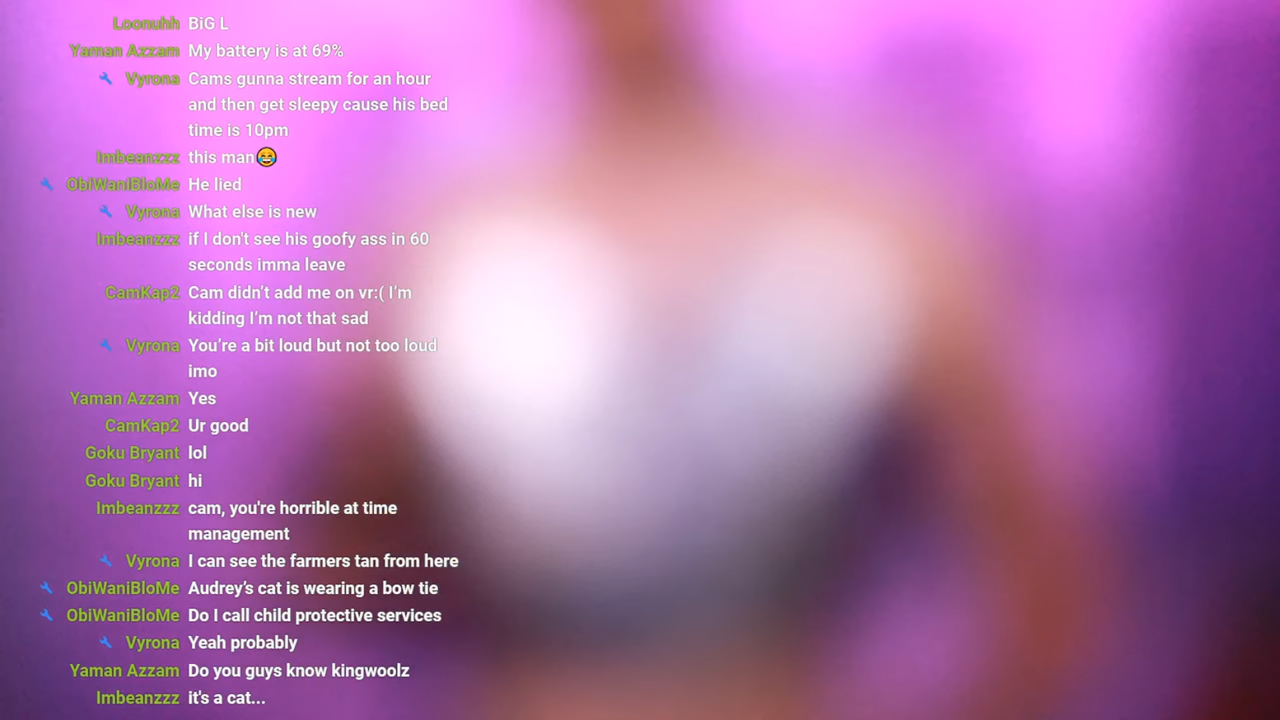 Loonuhh BiG L
Yaman Azzam My battery is at 69%
Vyrona Cams gunna stream for an hour
and then get sleepy cause his bed
time is 10pm
Imbeanzzz this man😂
ObiWaniBloMe He lied
Vyrona What else is new
Imbeanzzz if I don't see his goofy ass in 60
seconds imma leave
CamKap2 Cam didn’t add me on vr:( I’m
kidding I’m not that sad
Vyrona You’re a bit loud but not too loud
imo
Yaman Azzam Yes
CamKap2 Ur good
Goku Bryant lol
Goku Bryant hi
Imbeanzzz cam, you're horrible at time
management
Vyrona I can see the farmers tan from here
ObiWaniBloMe Audrey’s cat is wearing a bow tie
ObiWaniBloMe Do I call child protective services
Vyrona Yeah probably
Yaman Azzam Do you guys know kingwoolz
Imbeanzzz it's a cat...